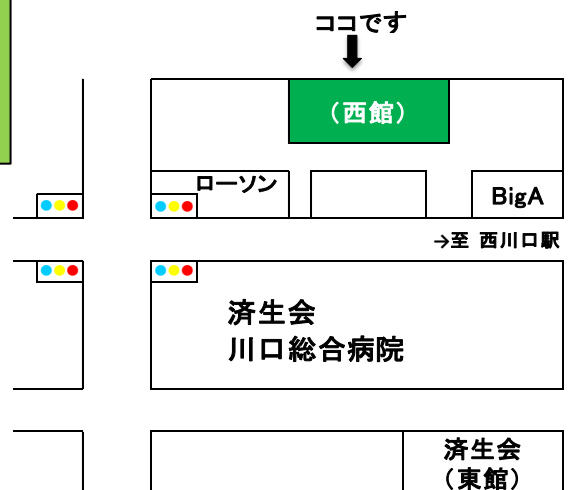 ココです
（西館）
ローソン
BigA
→至 西川口駅
済生会
川口総合病院
済生会
（東館）